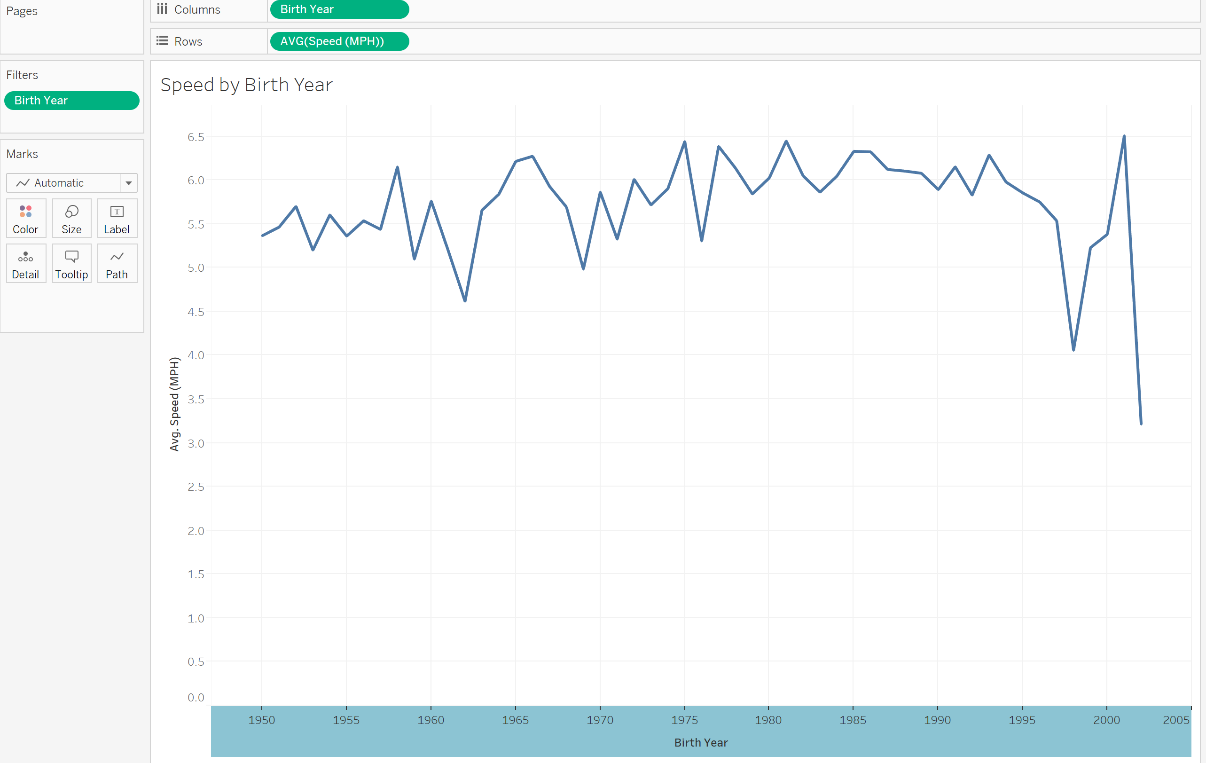 Pages
Columns
Birth Year
Rows
AVG(Speed (MPH))
Filters
Birth Year
Marks
Automatic
Color
Size
Label
Detail
Tooltip
Path
Speed by Birth Year
Avg. Speed (MPH)
6.5
6.0
5.5
5.0
4.5
4.0
3.5
3.0
2.5
2.0
1.5
1.0
0.5
0.0
1950 1955 1960 1965 1970 1975 1980 1985 1990 1995 2000 2005
Birth Year